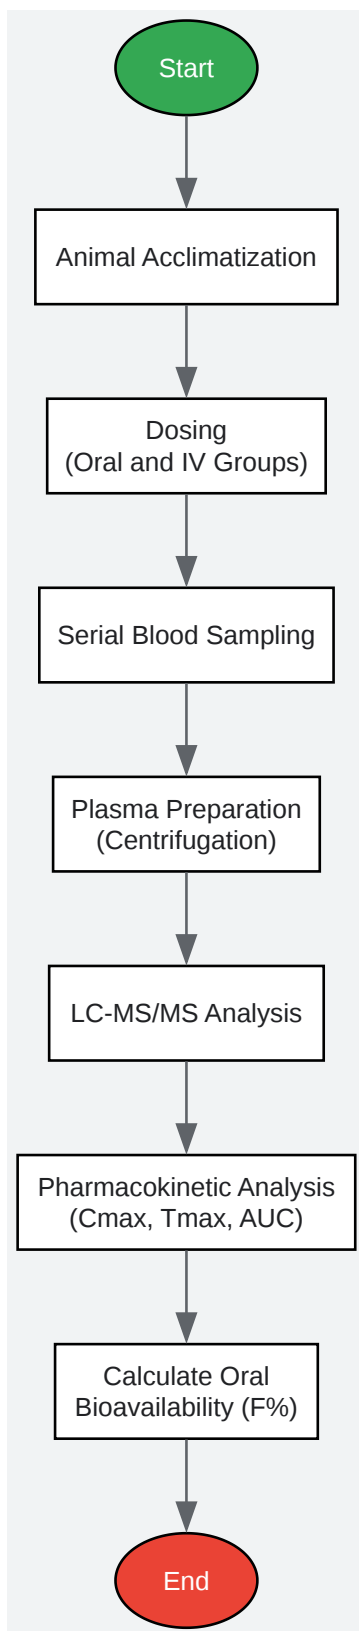 Start
Animal Acclimatization
Dosing
(Oral and IV Groups)
Serial Blood Sampling
Plasma Preparation
(Centrifugation)
LC-MS/MS Analysis
Pharmacokinetic Analysis
(Cmax, Tmax, AUC)
Calculate Oral
Bioavailability (F%)
End